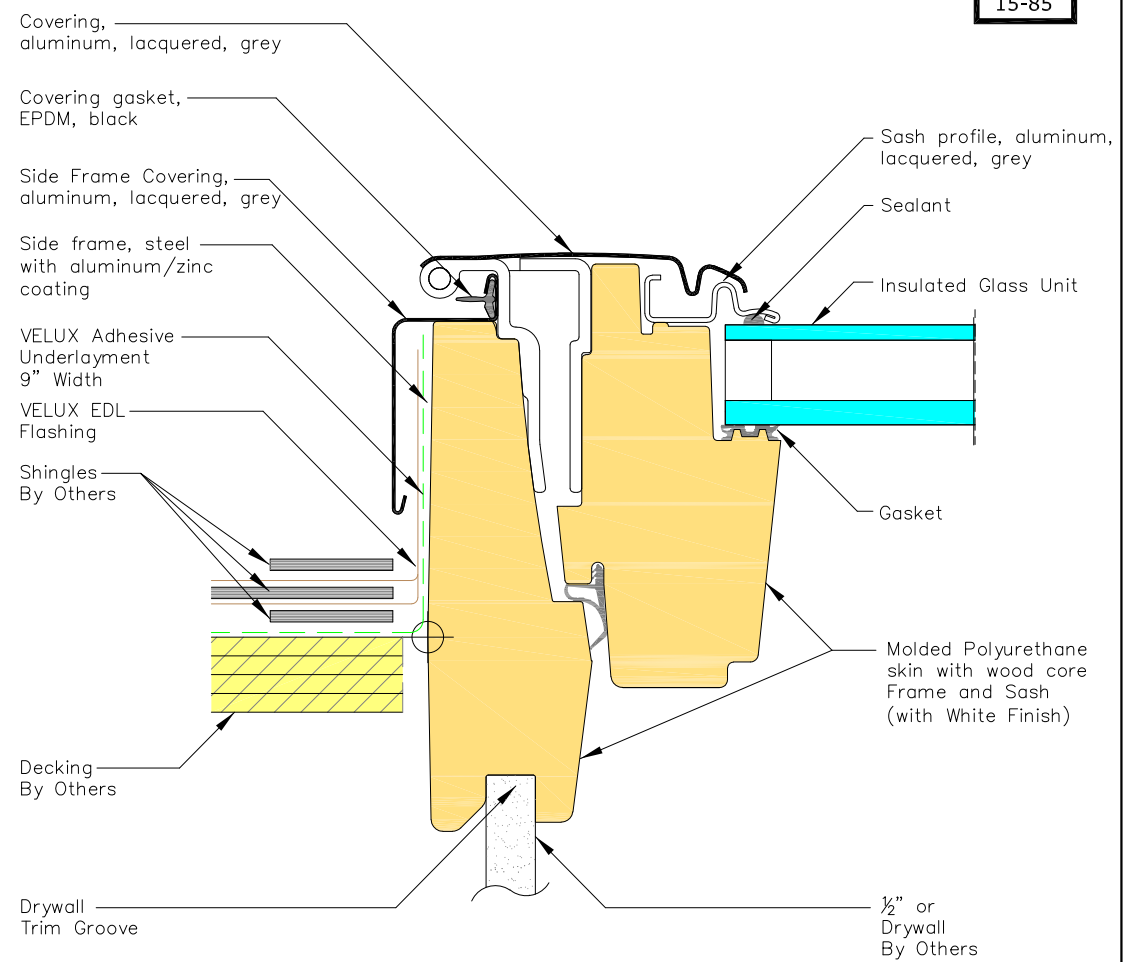 15-85
Covering,
aluminum, lacquered, grey
Covering gasket,
EPDM, black
Side Frame Covering,
aluminum, lacquered, grey
Side frame, steel
with aluminum/zinc
coating
VELUX Adhesive
Underlayment
9" Width
VELUX EDL
Flashing
Shingles
By Others
Decking
By Others
Drywall
Trim Groove
Sash profile, aluminum,
lacquered, grey
Sealant
Insulated Glass Unit
Gasket
Molded Polyurethane
skin with wood core
Frame and Sash
(with White Finish)
½" or
Drywall
By Others